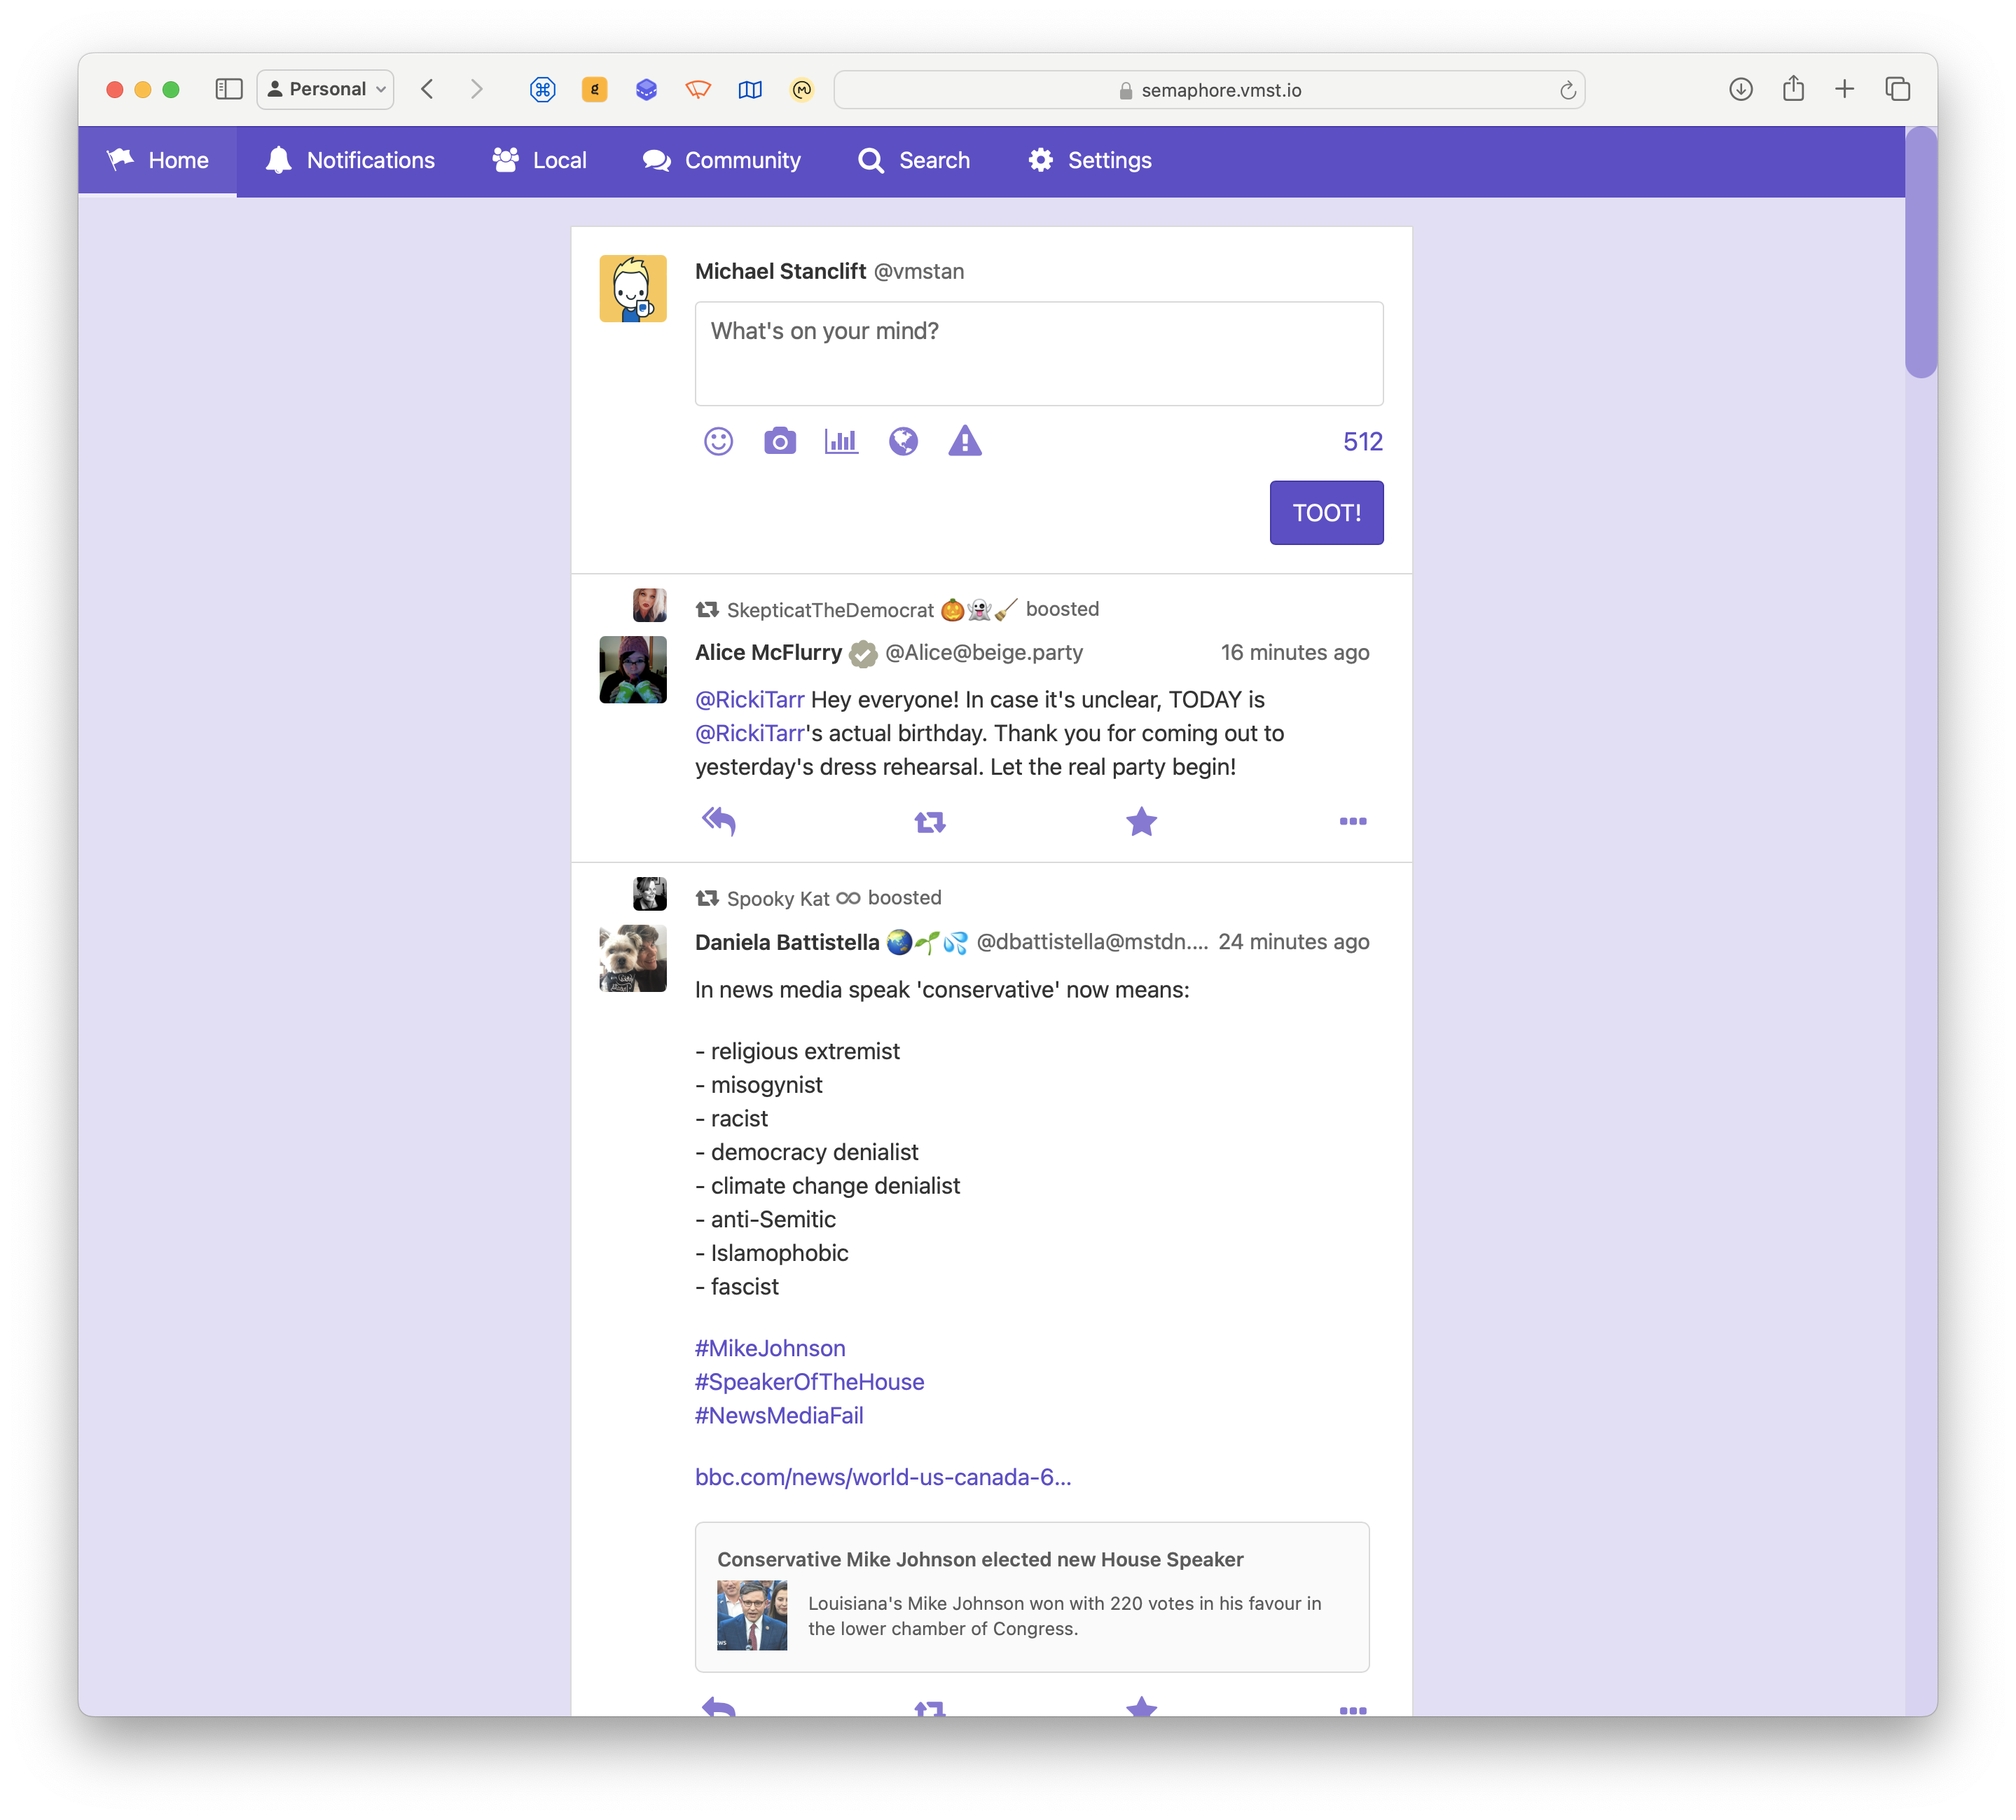 Personal
semaphore.vmst.io
Home Notifications Local Community Search Settings
Michael Stanclift @vmstan
What's on your mind?
512
TOOT!
SkepticatTheDemocrat 🎃👻🧹 boosted
Alice McFlurry @Alice@beige.party 16 minutes ago
@RickiTarr Hey everyone! In case it's unclear, TODAY is
@RickiTarr's actual birthday. Thank you for coming out to
yesterday's dress rehearsal. Let the real party begin!
Spooky Kat ♾ boosted
Daniela Battistella 🌏🌱💦 @dbattistella@mstdn.... 24 minutes ago
In news media speak 'conservative' now means:
- religious extremist
- misogynist
- racist
- democracy denialist
- climate change denialist
- anti-Semitic
- Islamophobic
- fascist
#MikeJohnson
#SpeakerOfTheHouse
#NewsMediaFail
bbc.com/news/world-us-canada-6...
Conservative Mike Johnson elected new House Speaker
Louisiana's Mike Johnson won with 220 votes in his favour in
the lower chamber of Congress.